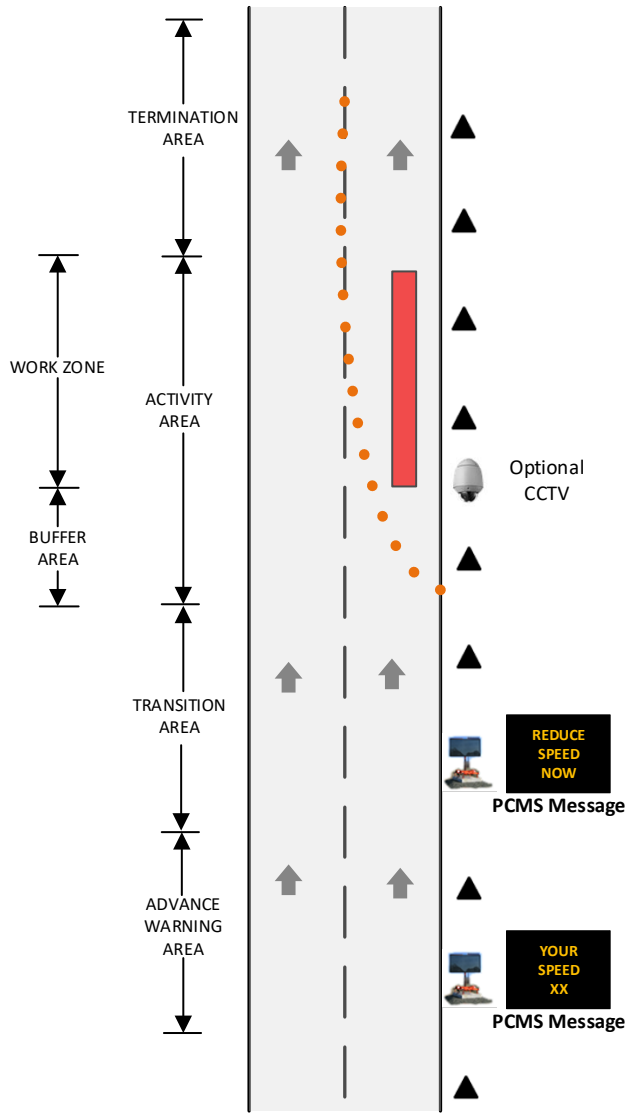 TERMINATION
AREA
WORK ZONE
ACTIVITY
AREA
Optional
CCTV
BUFFER
AREA
TRANSITION
AREA
REDUCE
SPEED
NOW
PCMS Message
ADVANCE
WARNING
AREA
YOUR
SPEED
XX
PCMS Message